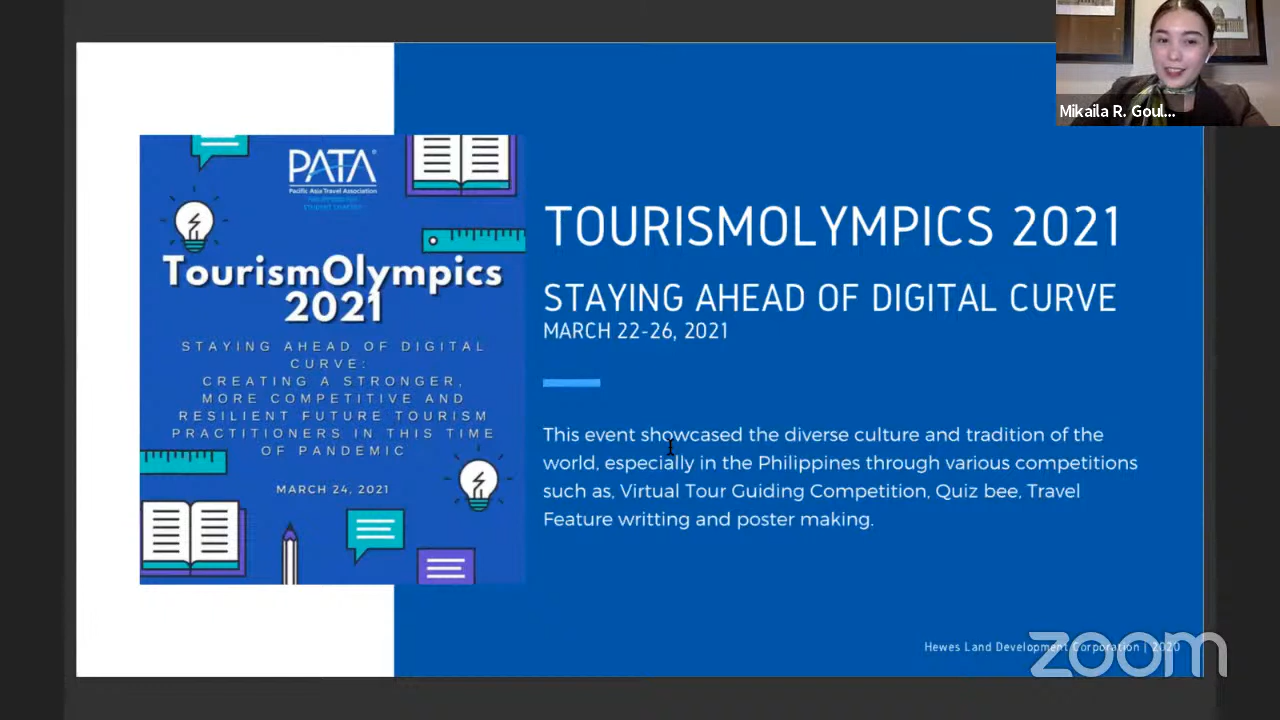 Mikaila R. Goul...
PATA
Pacific Asia Travel Association
STUDENT CHAPTER
TourismOlympics
2021
STAYING AHEAD OF DIGITAL
CURVE:
CREATING A STRONGER,
MORE COMPETITIVE AND
RESILIENT FUTURE TOURISM
PRACTITIONERS IN THIS TIME
OF PANDEMIC
MARCH 24, 2021
TOURISMOLYMPICS 2021
STAYING AHEAD OF DIGITAL CURVE
MARCH 22-26, 2021
This event showcased the diverse culture and tradition of the
world, especially in the Philippines through various competitions
such as, Virtual Tour Guiding Competition, Quiz bee, Travel
Feature writting and poster making.
Hewes Land Development Corporation | 2020
zoom